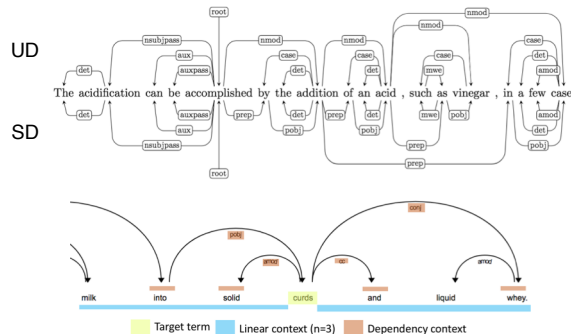 root
nmod
nsubjpass
nmod
nmod
nmod
UD
aux
case
case
case
case
det
auxpass
det
det
mwe
amod
det
The acidification can be accomplished by the addition of an acid , such as vinegar , in a few case
det
auxpass
prep
det
prep
det
mwe
pobj
amod
SD
aux
pobj
pobj
det
nsubjpass
prep
pobj
prep
root
conj
pobj
amod
cc
amod
milk into solid curds and liquid whey.
Target term Linear context (n=3) Dependency context